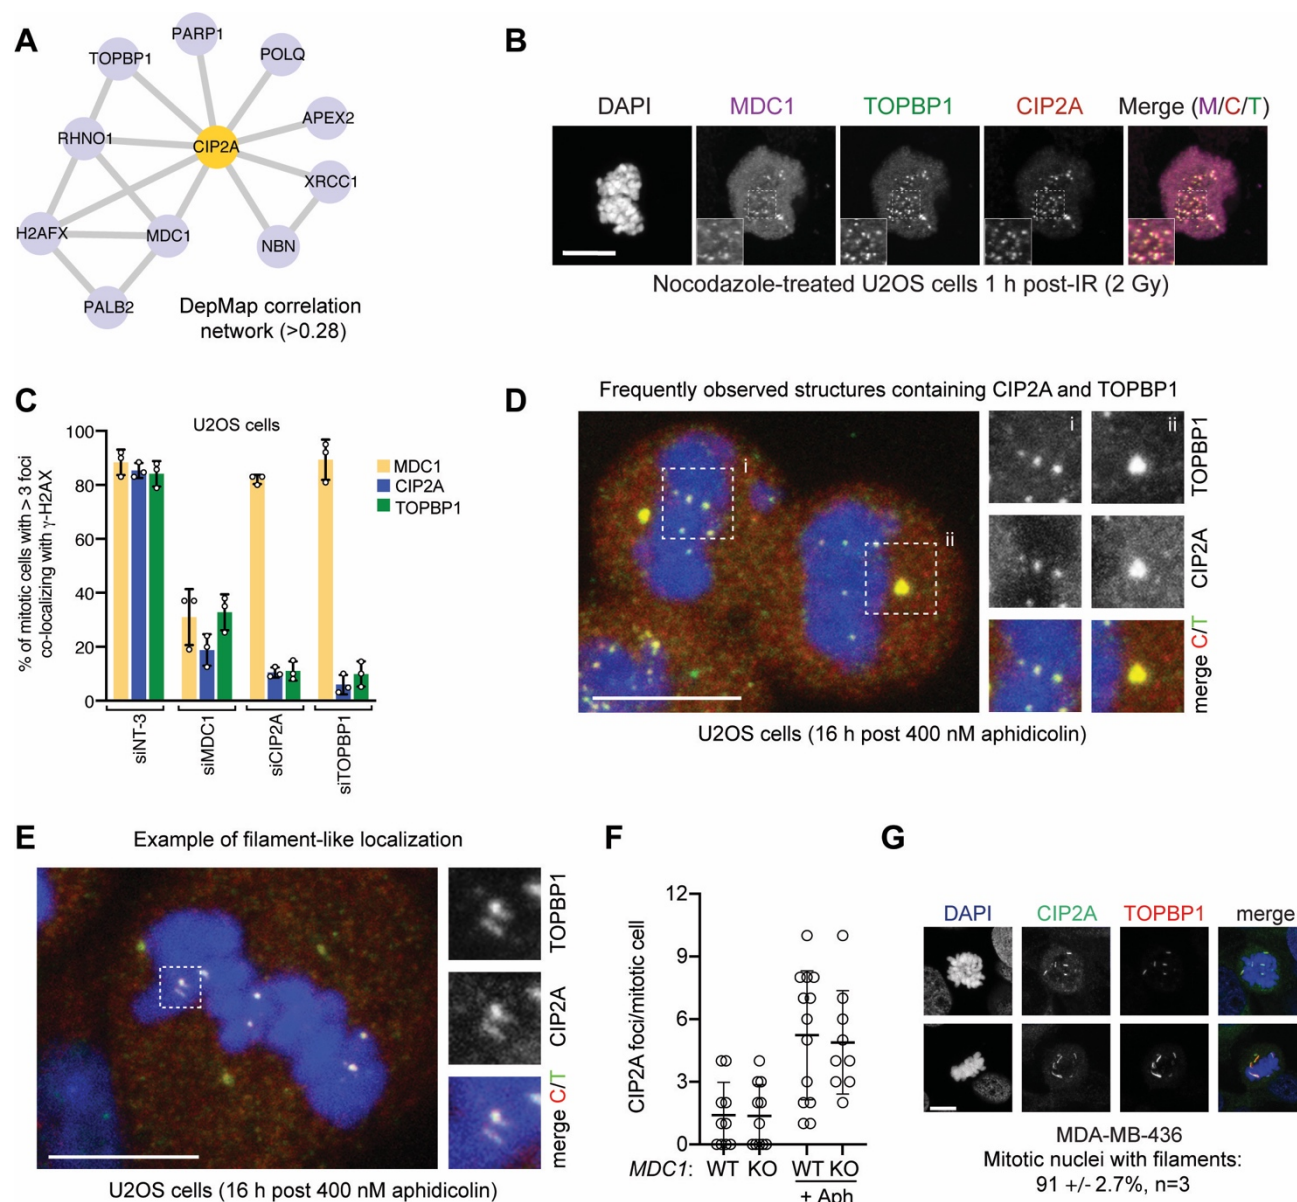 A
PARP1
TOPBP1
POLQ
APEX2
RHNO1
CIP2A
XRCC1
H2AFX
MDC1
NBN
PALB2
DepMap correlation
network (>0.28)
B
DAPI
MDC1
TOPBP1
CIP2A
Merge (M/C/T)
Nocodazole-treated U2OS cells 1 h post-IR (2 Gy)
C
U2OS cells
% of mitotic cells with > 3 foci
co-localizing with γ-H2AX
100
80
60
40
20
0
MDC1
CIP2A
TOPBP1
siNT-3
siMDC1
siCIP2A
siTOPBP1
D
Frequently observed structures containing CIP2A and TOPBP1
i
ii
i
ii
TOPBP1
CIP2A
merge C/T
U2OS cells (16 h post 400 nM aphidicolin)
E
Example of filament-like localization
TOPBP1
CIP2A
merge C/T
U2OS cells (16 h post 400 nM aphidicolin)
F
CIP2A foci/mitotic cell
12
9
6
3
0
MDC1: WT KO WT KO
+ Aph
G
DAPI
CIP2A
TOPBP1
merge
MDA-MB-436
Mitotic nuclei with filaments:
91 +/- 2.7%, n=3